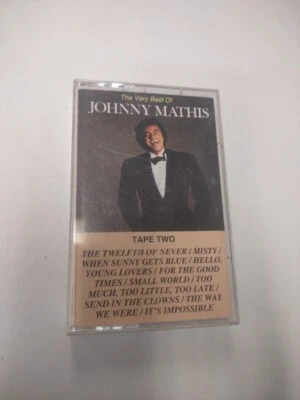 The Very Best Of
JOHNNY MATHIS
TAPE TWO
THE TWELFTH OF NEVER / MISTY /
WHEN SUNNY GETS BLUE / HELLO,
YOUNG LOVERS / FOR THE GOOD
TIMES / SMALL WORLD / TOO
MUCH, TOO LITTLE, TOO LATE /
SEND IN THE CLOWNS / THE WAY
WE WERE / IT'S IMPOSSIBLE